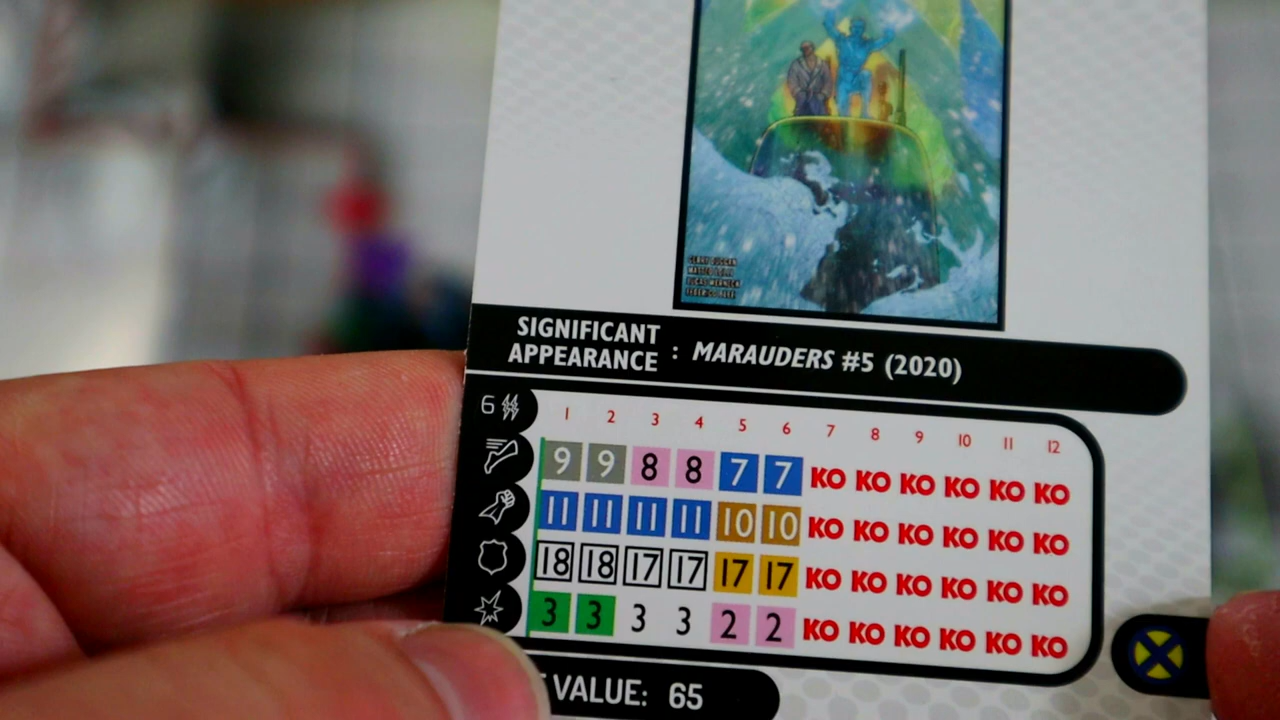 GERRY DUGGAN
SIGNIFICANT
APPEARANCE : MARAUDERS #5 (2020)
6 1 2 3 4 5 6 7 8 9 10 11 12
9 9 8 8 7 7 KO KO KO KO KO KO
11 11 11 11 10 10 KO KO KO KO KO KO
18 18 17 17 17 17 KO KO KO KO KO KO
3 3 3 3 2 2 KO KO KO KO KO KO
VALUE: 65